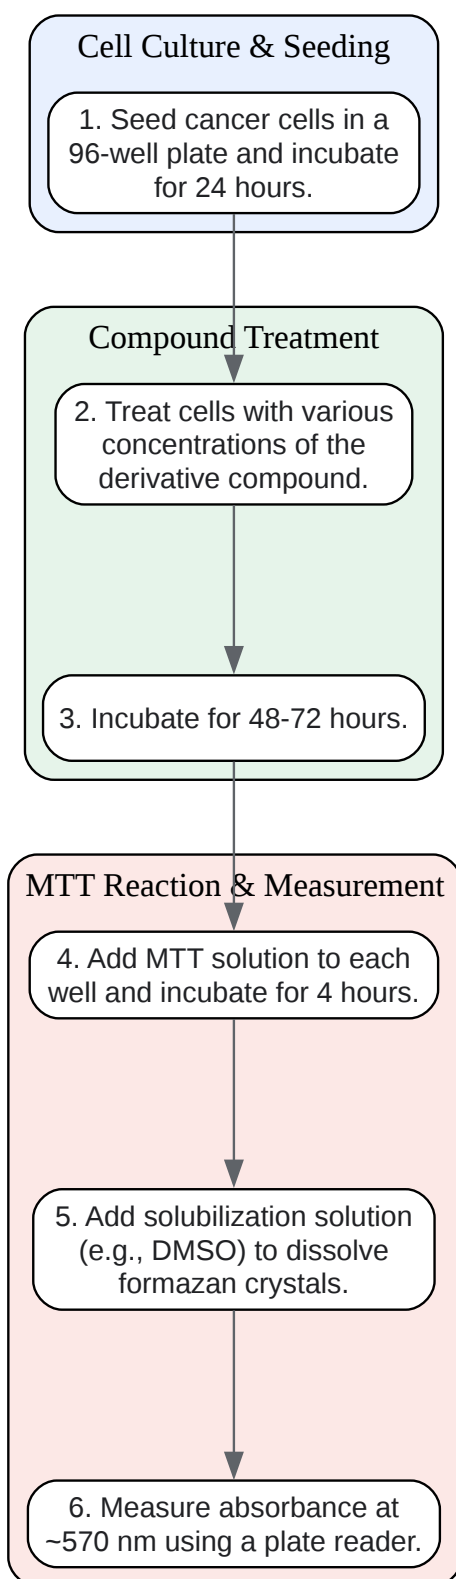 Cell Culture & Seeding
1. Seed cancer cells in a
96-well plate and incubate
for 24 hours.
Compound Treatment
2. Treat cells with various
concentrations of the
derivative compound.
3. Incubate for 48-72 hours.
MTT Reaction & Measurement
4. Add MTT solution to each
well and incubate for 4 hours.
5. Add solubilization solution
(e.g., DMSO) to dissolve
formazan crystals.
6. Measure absorbance at
~570 nm using a plate reader.